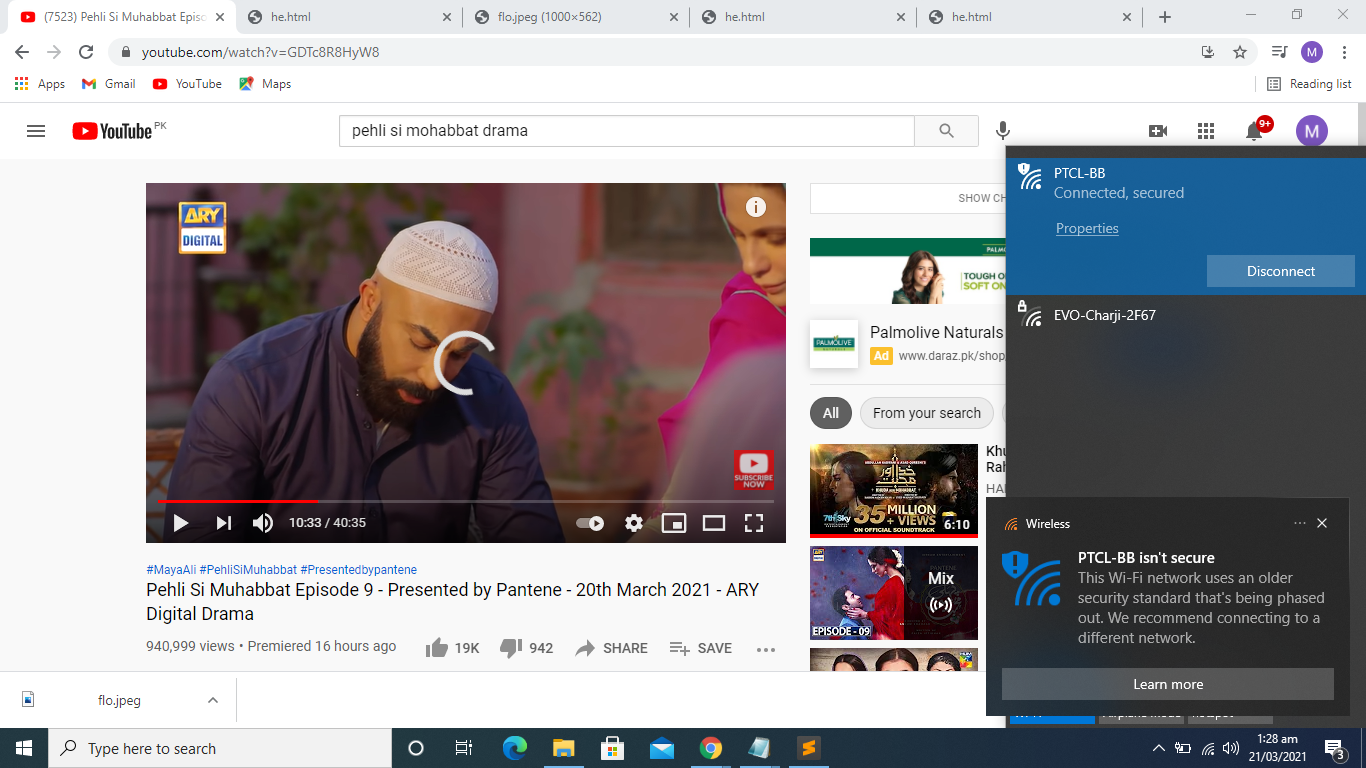 (7523) Pehli Si Muhabbat Episo
he.html
flo.jpeg (1000×562)
he.html
he.html
youtube.com/watch?v=GDTc8R8HyW8
M
Apps
Gmail
YouTube
Maps
Reading list
YouTube PK
pehli si mohabbat drama
9+
M
ARY
DIGITAL
SUBSCRIBE
NOW
10:33 / 40:35
#MayaAli #PehliSiMuhabbat #Presentedbypantene
Pehli Si Muhabbat Episode 9 - Presented by Pantene - 20th March 2021 - ARY
Digital Drama
940,999 views • Premiered 16 hours ago
19K
942
SHARE
SAVE
SHOW CH
PALM
TOUGH O
SOFT ON
PALMOLIVE
Palmolive Naturals
Ad
www.daraz.pk/shop
All
From your search
7th Sky
35 MILLION
+ VIEWS
ON OFFICIAL SOUNDTRACK
6:10
Khu
Rah
HA
EPISODE - 09
Mix
HUM
PTCL-BB
Connected, secured
Properties
Disconnect
EVO-Charji-2F67
Wireless
PTCL-BB isn't secure
This Wi-Fi network uses an older
security standard that's being phased
out. We recommend connecting to a
different network.
Learn more
flo.jpeg
Type here to search
1:28 am
21/03/2021
3